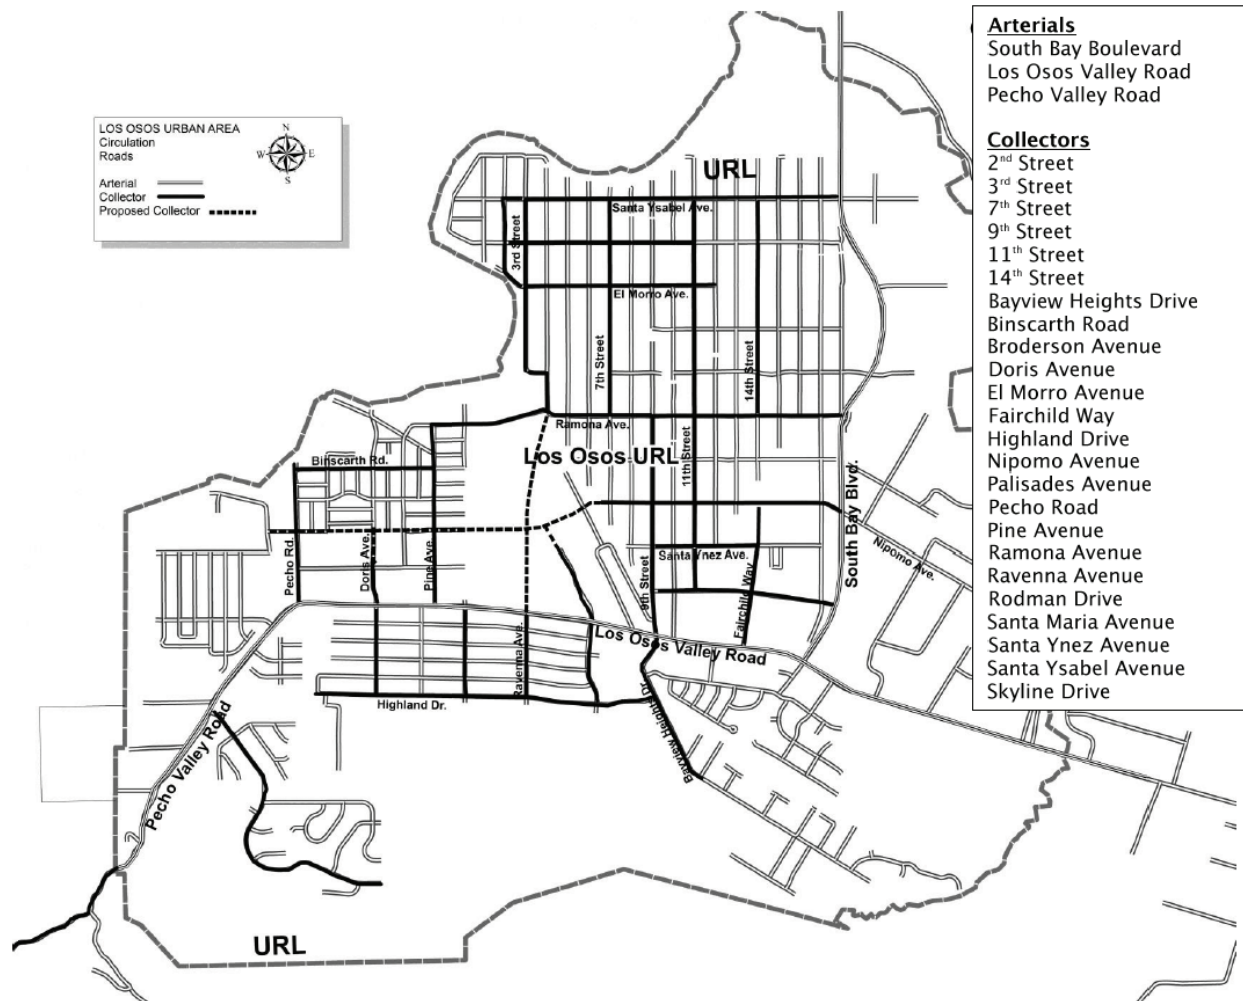 LOS OSOS URBAN AREA
Circulation
Roads
N
W
E
S
Arterial
Collector
Proposed Collector
Arterials
South Bay Boulevard
Los Osos Valley Road
Pecho Valley Road
Collectors
2nd Street
3rd Street
7th Street
9th Street
11th Street
14th Street
Bayview Heights Drive
Binscarth Road
Broderson Avenue
Doris Avenue
El Morro Avenue
Fairchild Way
Highland Drive
Nipomo Avenue
Palisades Avenue
Pecho Road
Pine Avenue
Ramona Avenue
Ravenna Avenue
Rodman Drive
Santa Maria Avenue
Santa Ynez Avenue
Santa Ysabel Avenue
Skyline Drive
URL
Santa Ysabel Ave.
3rd Street
El Morro Ave.
7th Street
14th Street
Ramona Ave.
Los Osos URL
Binscarth Rd.
11th Street
South Bay Blvd.
Pecho Rd.
Doris Ave.
Pine Ave.
Santa Ynez Ave.
Nipomo Ave.
9th Street
Fairchild Way
Los Osos Valley Road
Ravenna Ave.
Highland Dr.
Bayview Heights Dr.
Pecho Valley Road
URL